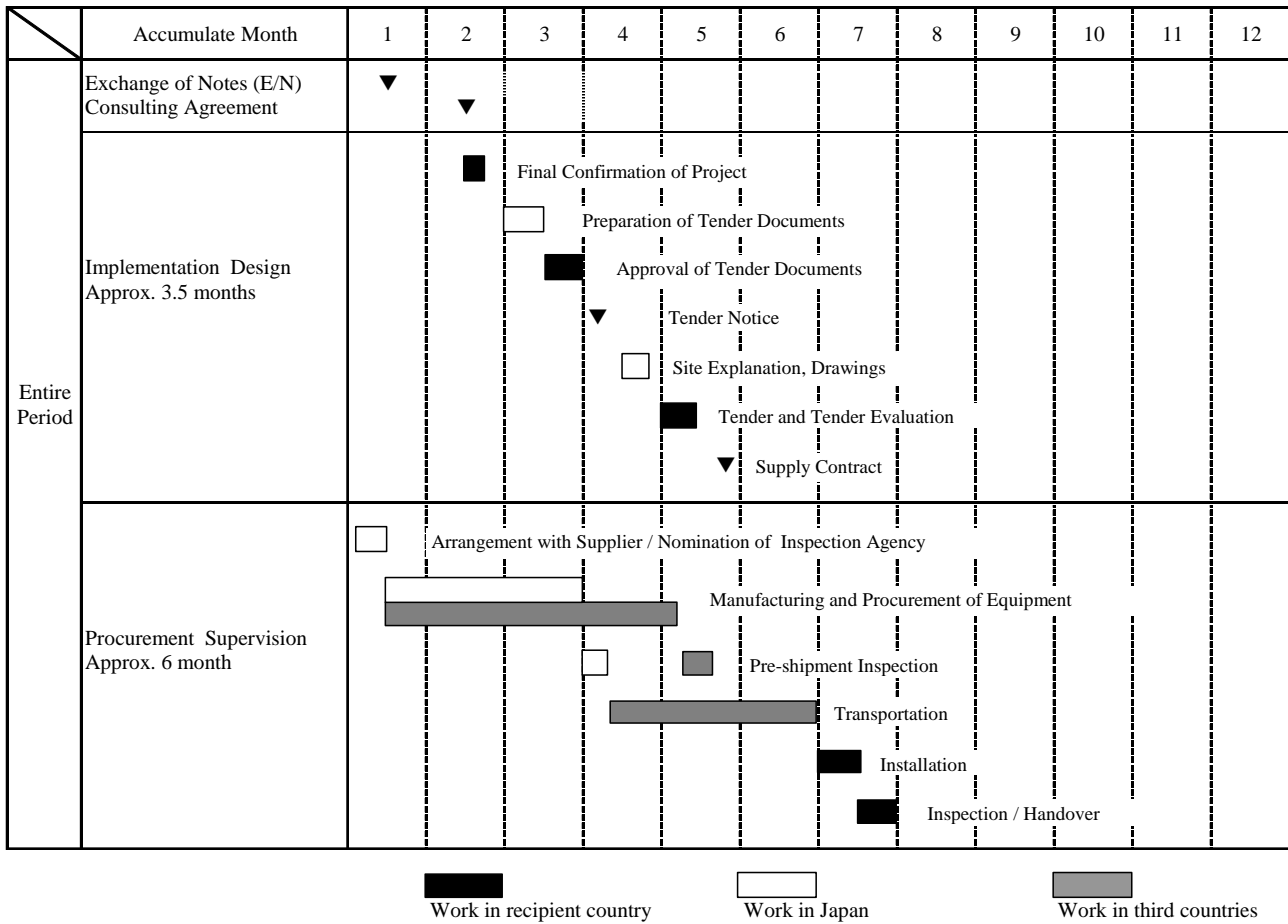 Accumulate Month 1 2 3 4 5 6 7 8 9 10 11 12
Exchange of Notes (E/N)
Consulting Agreement
Final Confirmation of Project
Preparation of Tender Documents
Implementation Design
Approx. 3.5 months
Approval of Tender Documents
Tender Notice
Site Explanation, Drawings
Entire
Period
Tender and Tender Evaluation
Supply Contract
Arrangement with Supplier / Nomination of Inspection Agency
Manufacturing and Procurement of Equipment
Procurement Supervision
Approx. 6 month
Pre-shipment Inspection
Transportation
Installation
Inspection / Handover
Work in recipient country
Work in Japan
Work in third countries